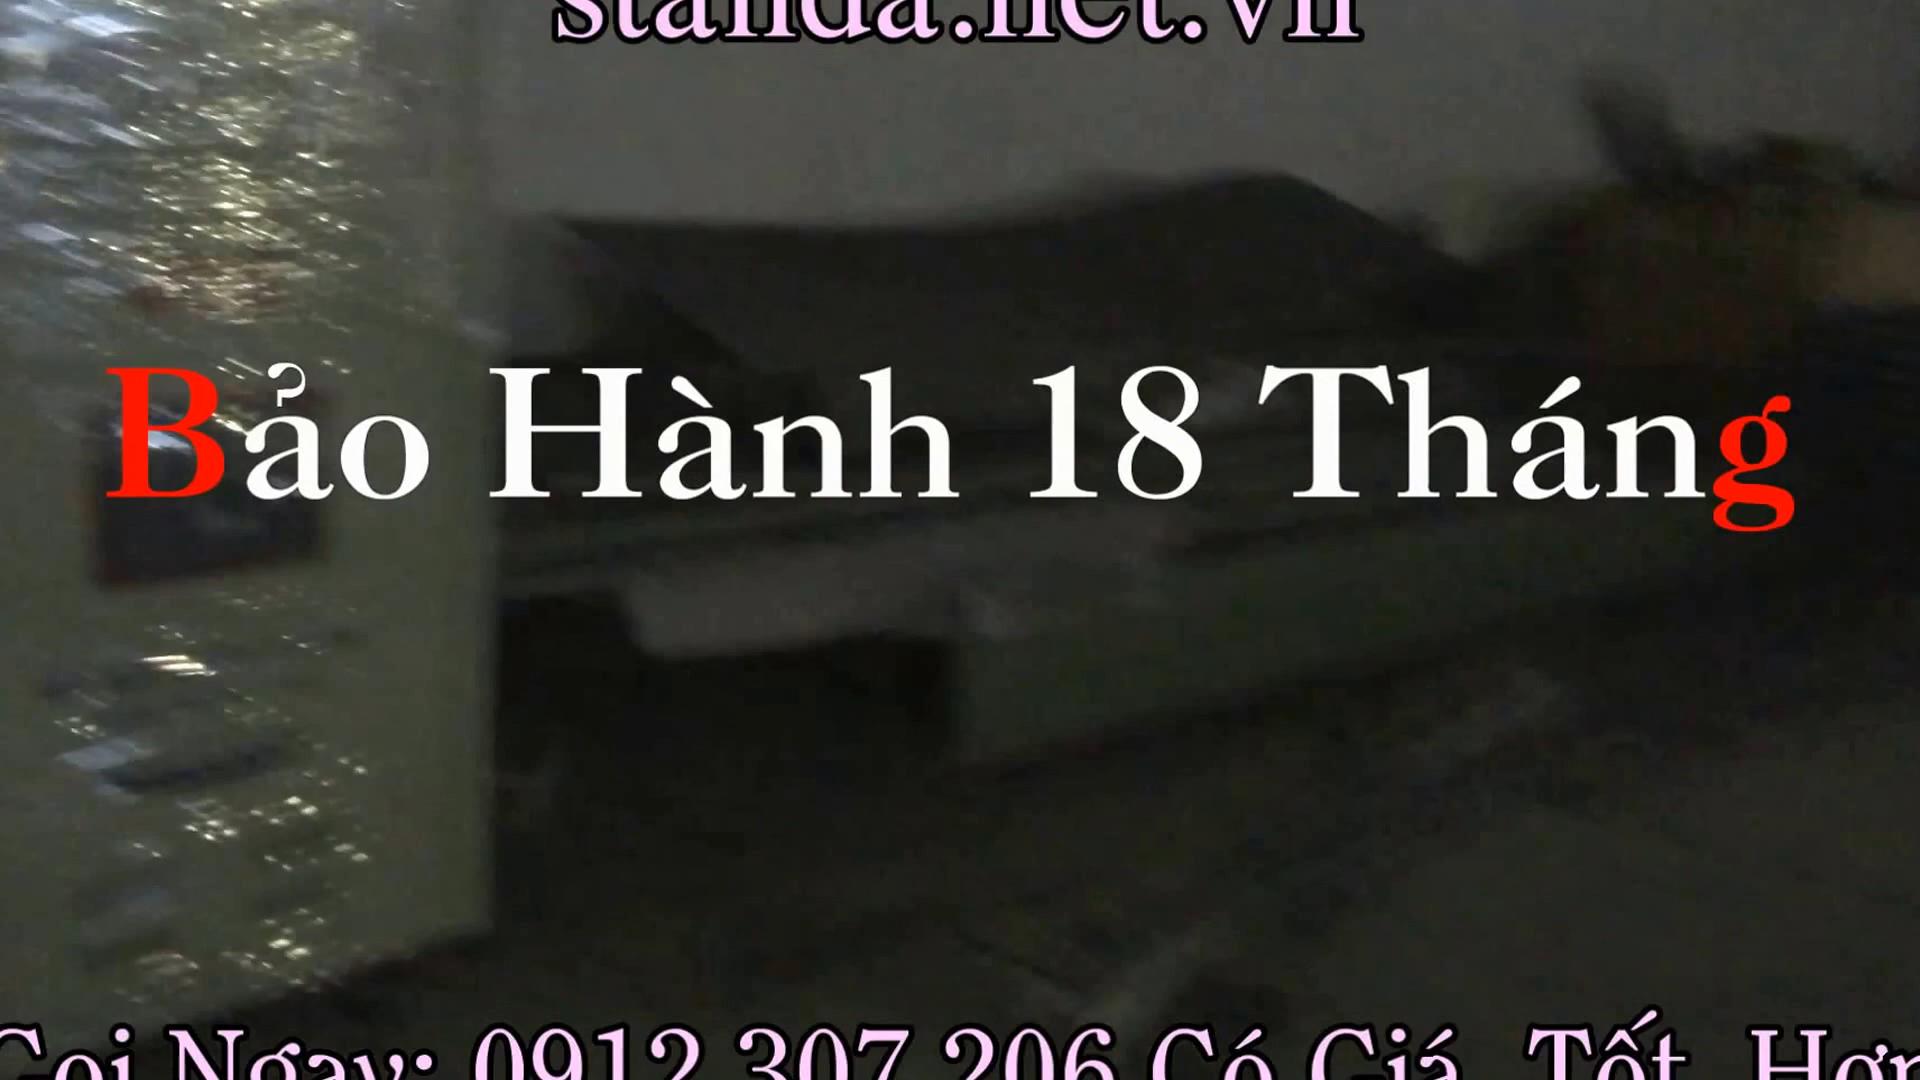 standa.net.vn
Bảo Hành 18 Tháng
Gọi Ngay: 0912 307 206 Có Giá Tốt Hơn